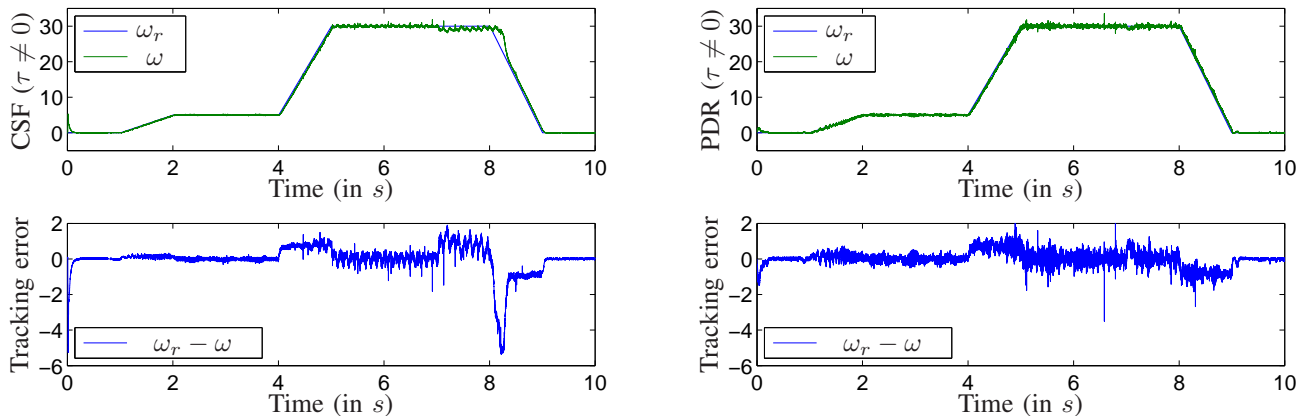 CSF (τ ≠ 0)
30
20
10
0
ω_r
ω
0 2 4 6 8 10
Time (in s)
PDR (τ ≠ 0)
30
20
10
0
ω_r
ω
0 2 4 6 8 10
Time (in s)
Tracking error
2
0
−2
−4
−6
ω_r − ω
0 2 4 6 8 10
Time (in s)
Tracking error
2
0
−2
−4
−6
ω_r − ω
0 2 4 6 8 10
Time (in s)